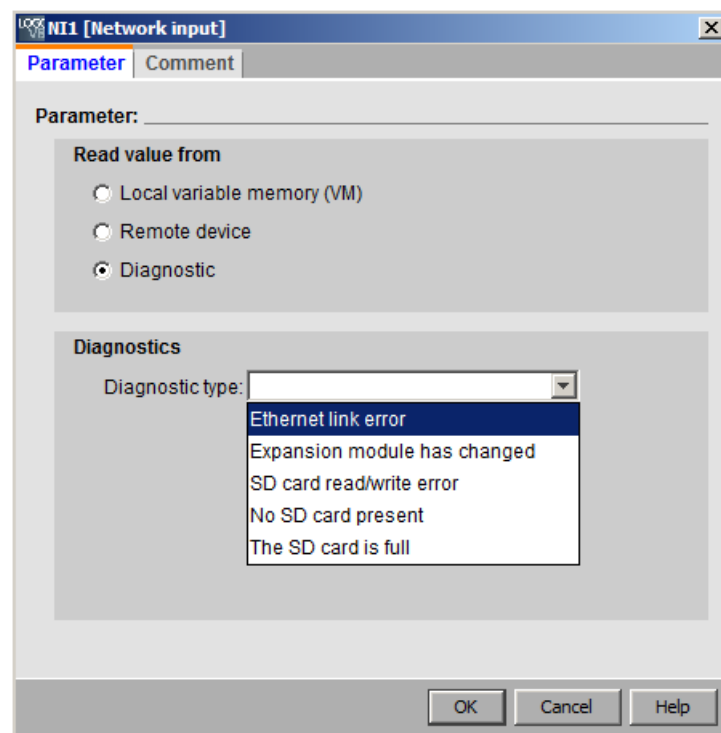 NI1 [Network input]
Parameter Comment
Parameter:
Read value from
Local variable memory (VM)
Remote device
Diagnostic
Diagnostics
Diagnostic type:
Ethernet link error
Expansion module has changed
SD card read/write error
No SD card present
The SD card is full
OK Cancel Help